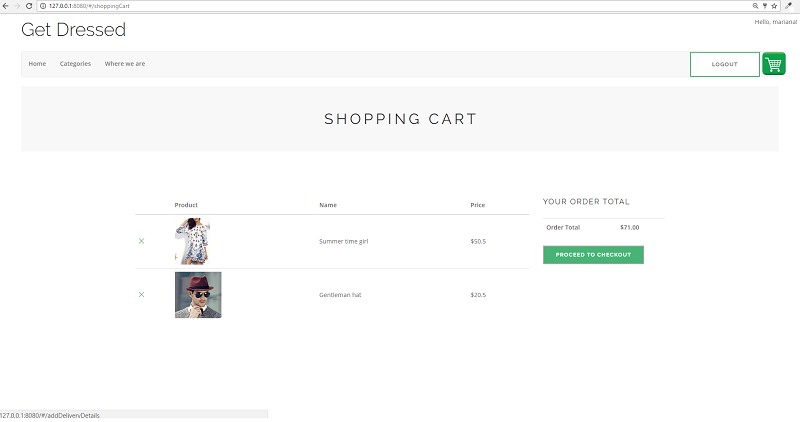 127.0.0.1:8080/#/shoppingCart
Get Dressed
Hello, mariana!
Home Categories Where we are LOGOUT
SHOPPING CART
Product Name Price
YOUR ORDER TOTAL
Order Total $71.00
Summer time girl $50.5
PROCEED TO CHECKOUT
Gentleman hat $20.5
127.0.0.1:8080/#/addDeliveryDetails